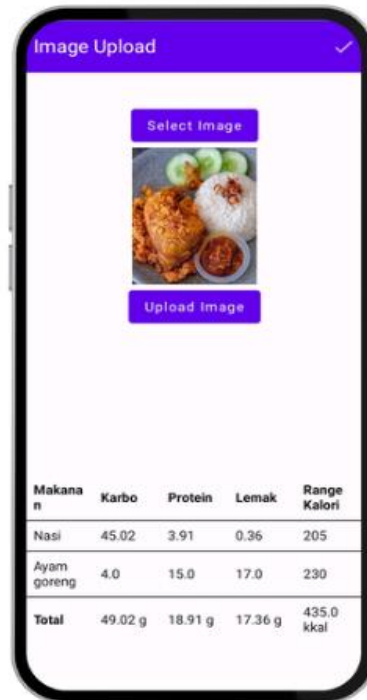 Image Upload
Select Image
Upload Image
Makana
n Karbo Protein Lemak Range
Kalori
Nasi 45.02 3.91 0.36 205
Ayam
goreng 4.0 15.0 17.0 230
Total 49.02 g 18.91 g 17.36 g 435.0
kkal